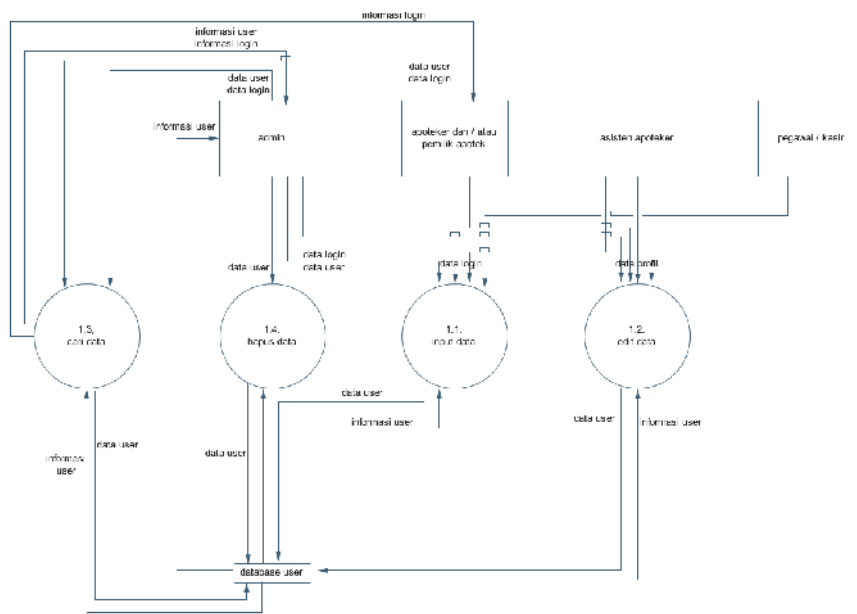 informasi login
informasi user
informasi login
data user
data login
data user
data login
informasi user
admin
apoteker dan / atau
pemilik apotek
asisten apoteker
pegawai / kasir
data login
data user
data user
data login
data profil
1.3.
cari data
1.4.
hapus data
1.1.
input data
1.2.
edit data
data user
informasi user
data user
informasi user
data user
informasi
user
data user
database user